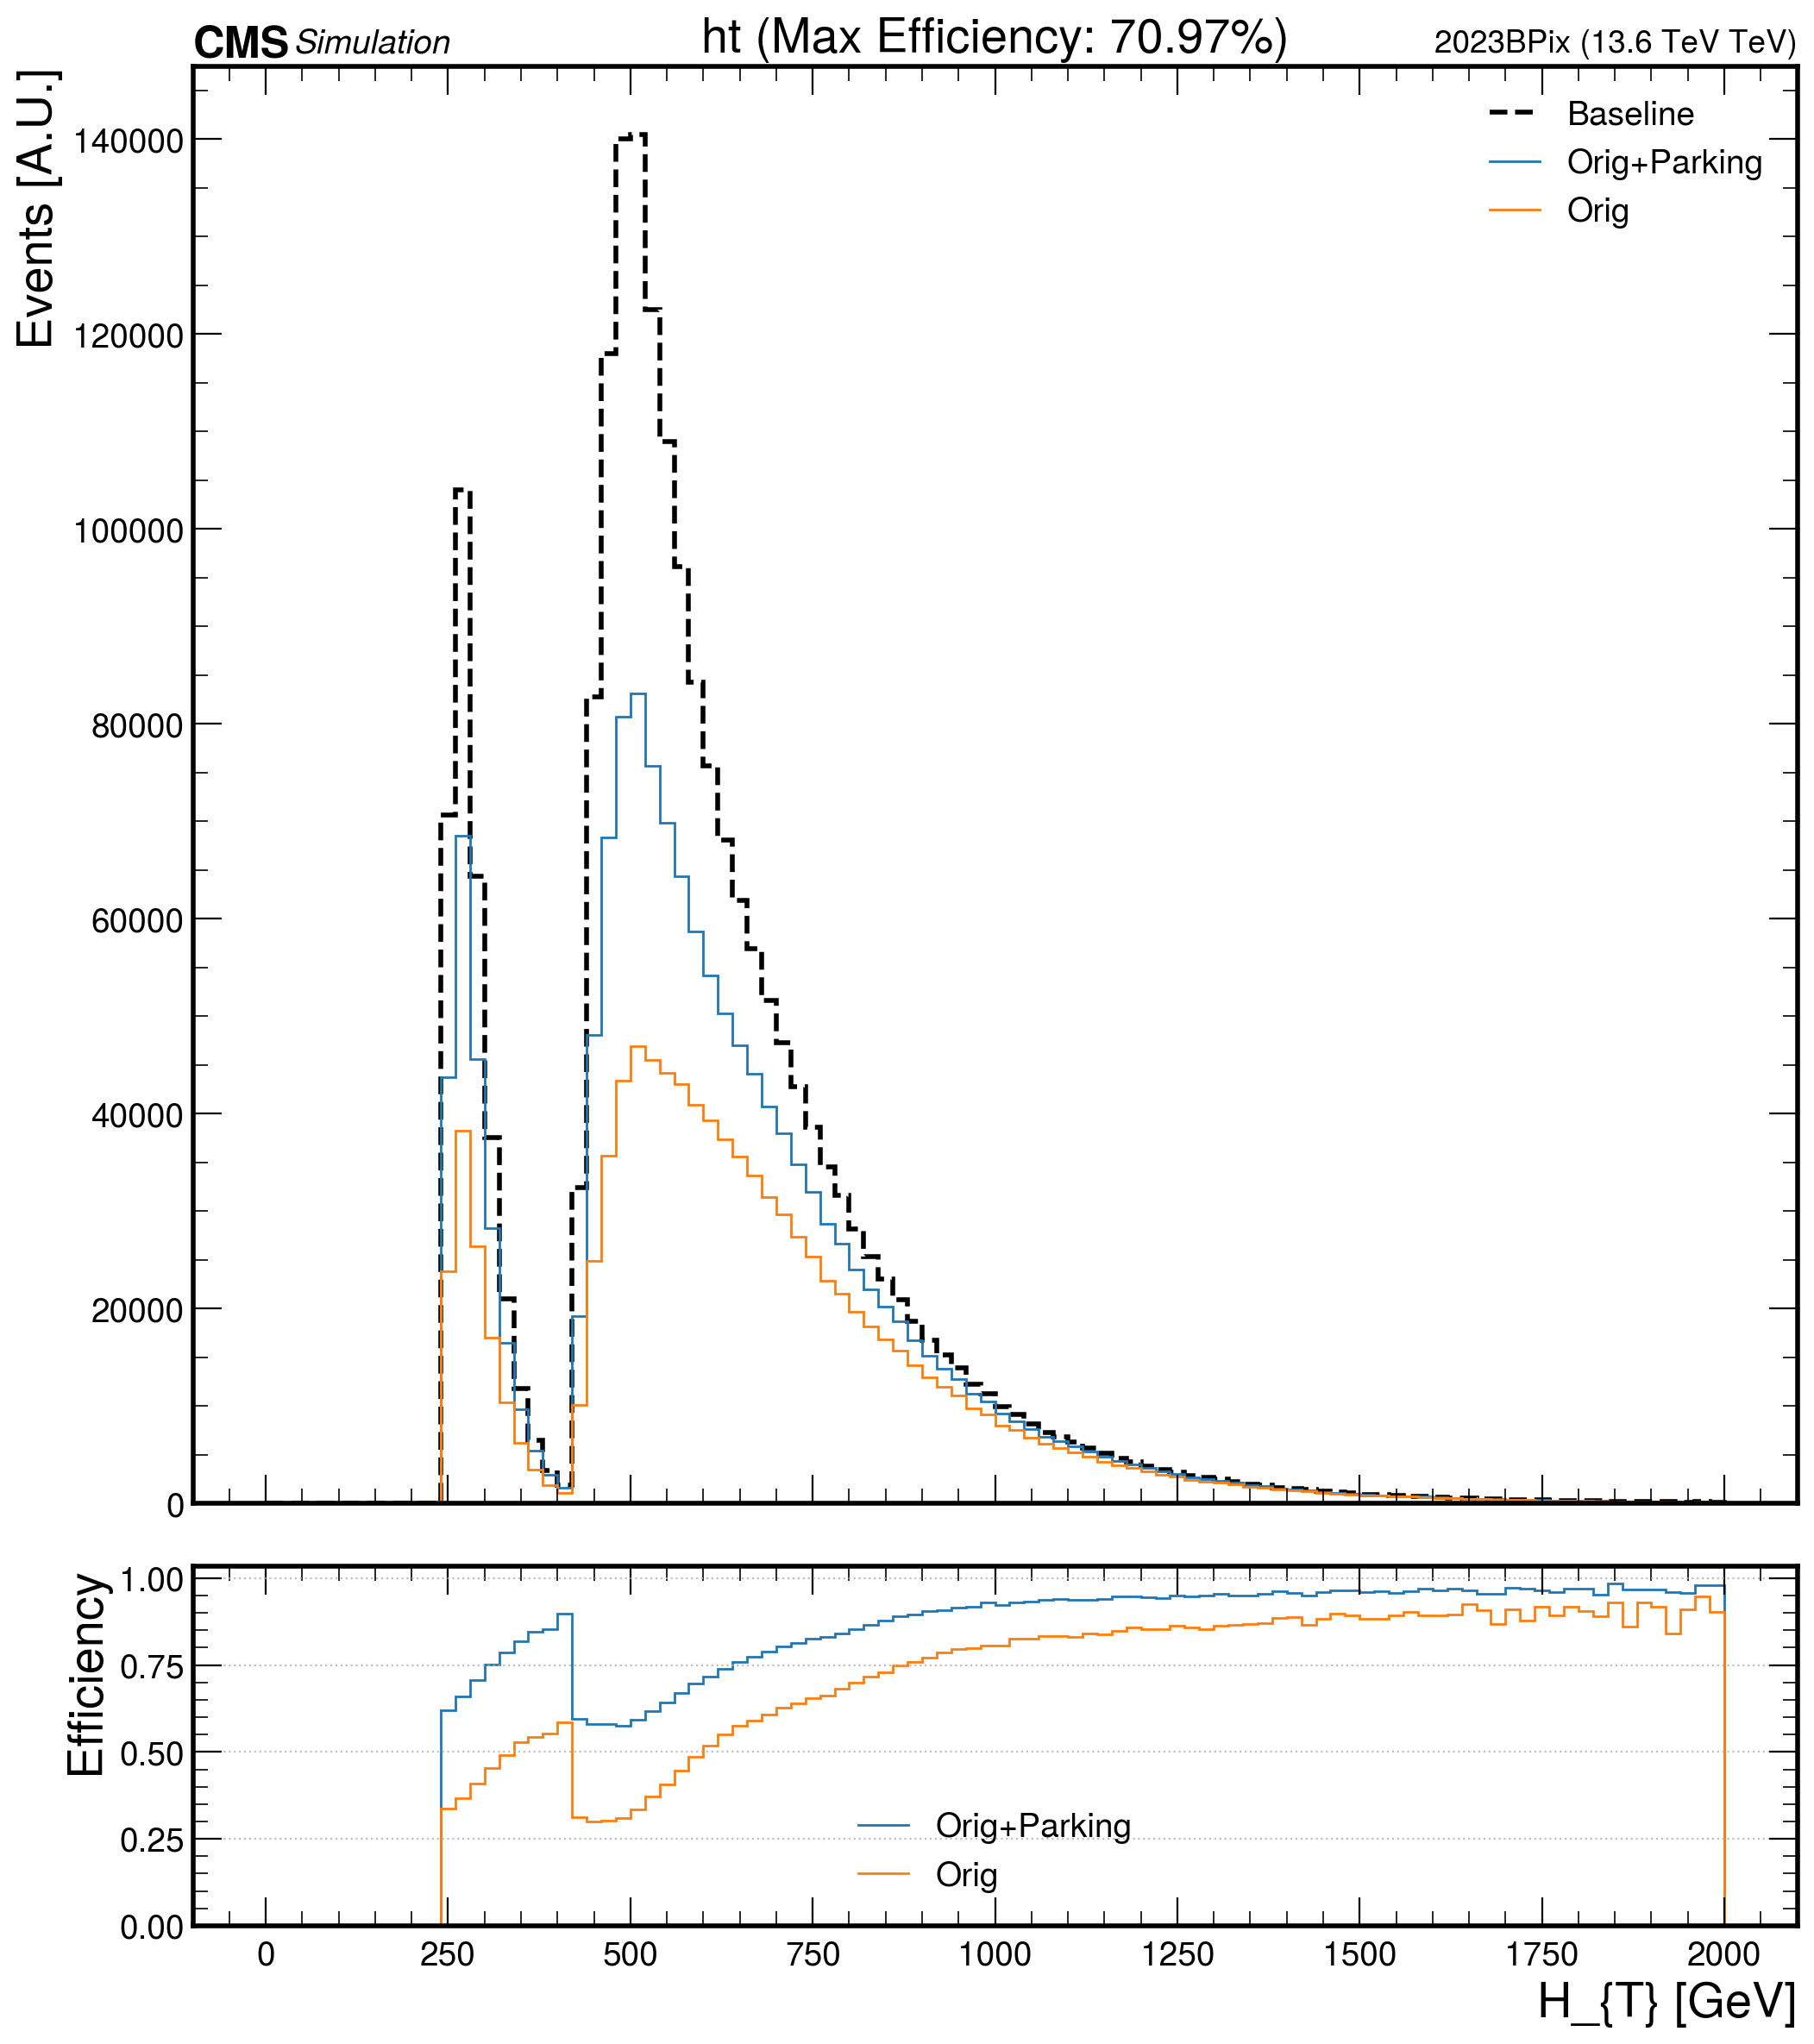 CMS Simulation ht (Max Efficiency: 70.97%) 2023BPix (13.6 TeV TeV)
Events [A.U.]
140000
120000
100000
80000
60000
40000
20000
0
Baseline
Orig+Parking
Orig
Efficiency
1.00
0.75
0.50
0.25
0.00
Orig+Parking
Orig
0 250 500 750 1000 1250 1500 1750 2000
H_{T} [GeV]